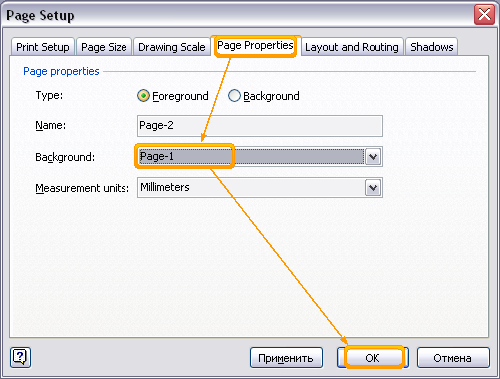 Page Setup
Print Setup Page Size Drawing Scale Page Properties Layout and Routing Shadows
Page properties
Type: Foreground Background
Name: Page-2
Background: Page-1
Measurement units: Millimeters
Применить OK Отмена